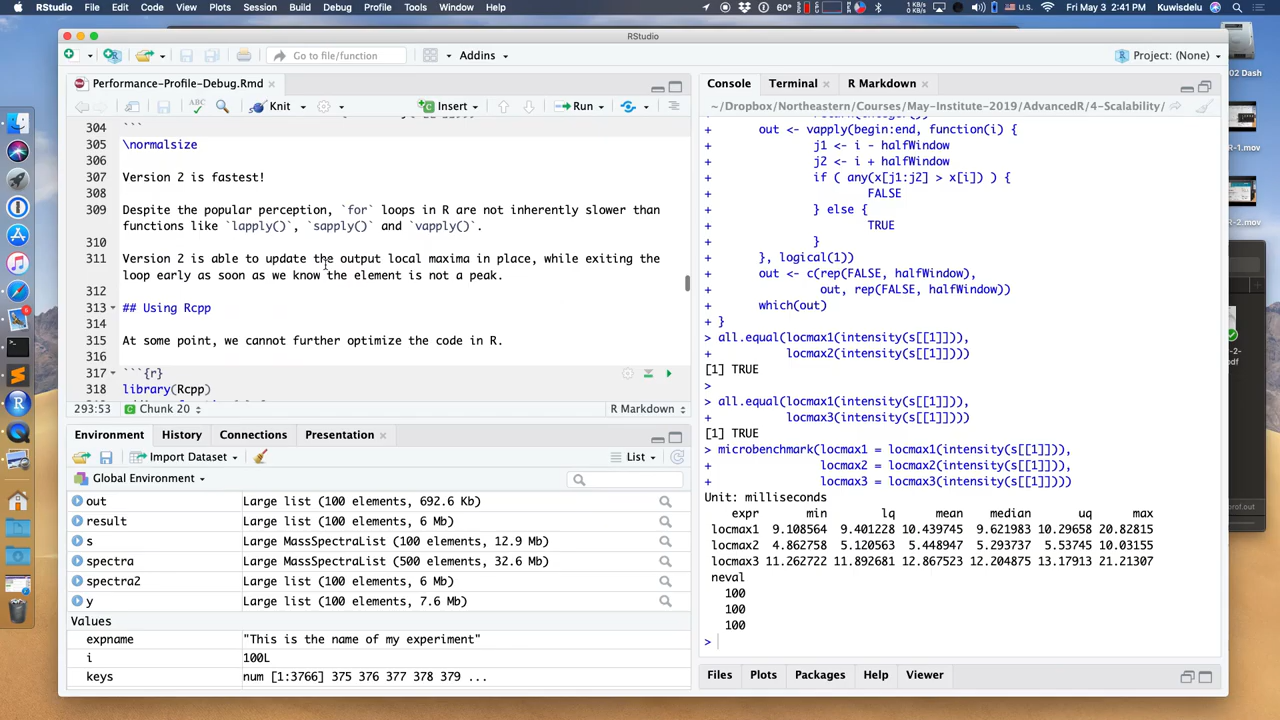 RStudio File Edit Code View Plots Session Build Debug Profile Tools Window Help 60° U.S. Fri May 3 2:41 PM Kuwisdelu
RStudio
Go to file/function Addins Project: (None)
Performance-Profile-Debug.Rmd
Knit Insert Run
304 ```
305 \normalsize
306
307 Version 2 is fastest!
308
309 Despite the popular perception, `for` loops in R are not inherently slower than
functions like `lapply()`, `sapply()` and `vapply()`.
310
311 Version 2 is able to update the output local maxima in place, while exiting the
loop early as soon as we know the element is not a peak.
312
313 ## Using Rcpp
314
315 At some point, we cannot further optimize the code in R.
316
317 ```{r}
318 library(Rcpp)
293:53 Chunk 20 R Markdown
Environment History Connections Presentation
Import Dataset List
Global Environment
out Large list (100 elements, 692.6 Kb)
result Large list (100 elements, 6 Mb)
s Large MassSpectraList (100 elements, 12.9 Mb)
spectra Large MassSpectraList (500 elements, 32.6 Mb)
spectra2 Large list (100 elements, 6 Mb)
y Large list (100 elements, 7.6 Mb)
Values
expname "This is the name of my experiment"
i 100L
keys num [1:3766] 375 376 377 378 379 ...
Console Terminal R Markdown
~/Dropbox/Northeastern/Courses/May-Institute-2019/AdvancedR/4-Scalability/
+ out <- vapply(begin:end, function(i) {
+ j1 <- i - halfWindow
+ j2 <- i + halfWindow
+ if ( any(x[j1:j2] > x[i]) ) {
+ FALSE
+ } else {
+ TRUE
+ }
+ }, logical(1))
+ out <- c(rep(FALSE, halfWindow),
+ out, rep(FALSE, halfWindow))
+ which(out)
+ }
> all.equal(locmax1(intensity(s[[1]])),
+ locmax2(intensity(s[[1]])))
[1] TRUE
>
> all.equal(locmax1(intensity(s[[1]])),
+ locmax3(intensity(s[[1]])))
[1] TRUE
> microbenchmark(locmax1 = locmax1(intensity(s[[1]])),
+ locmax2 = locmax2(intensity(s[[1]])),
+ locmax3 = locmax3(intensity(s[[1]])))
Unit: milliseconds
expr min lq mean median uq max
locmax1 9.108564 9.401228 10.439745 9.621983 10.29658 20.82815
locmax2 4.862758 5.120563 5.448947 5.293737 5.53745 10.03155
locmax3 11.262722 11.892681 12.867523 12.204875 13.17913 21.21307
neval
100
100
100
>
Files Plots Packages Help Viewer
02 Dash
R-1.mov
R-2.mov
-2-
pdf
prof.out